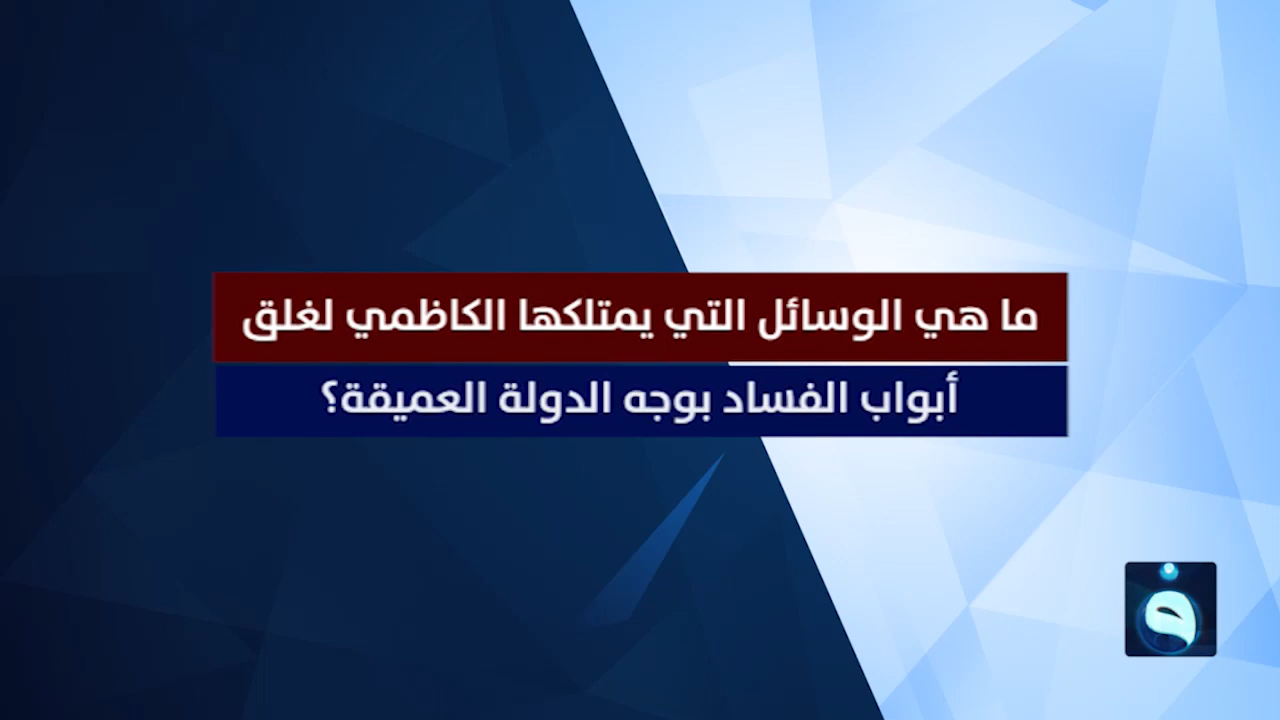 ما هي الوسائل التي يمتلكها الكاظمي لغلق
أبواب الفساد بوجه الدولة العميقة؟